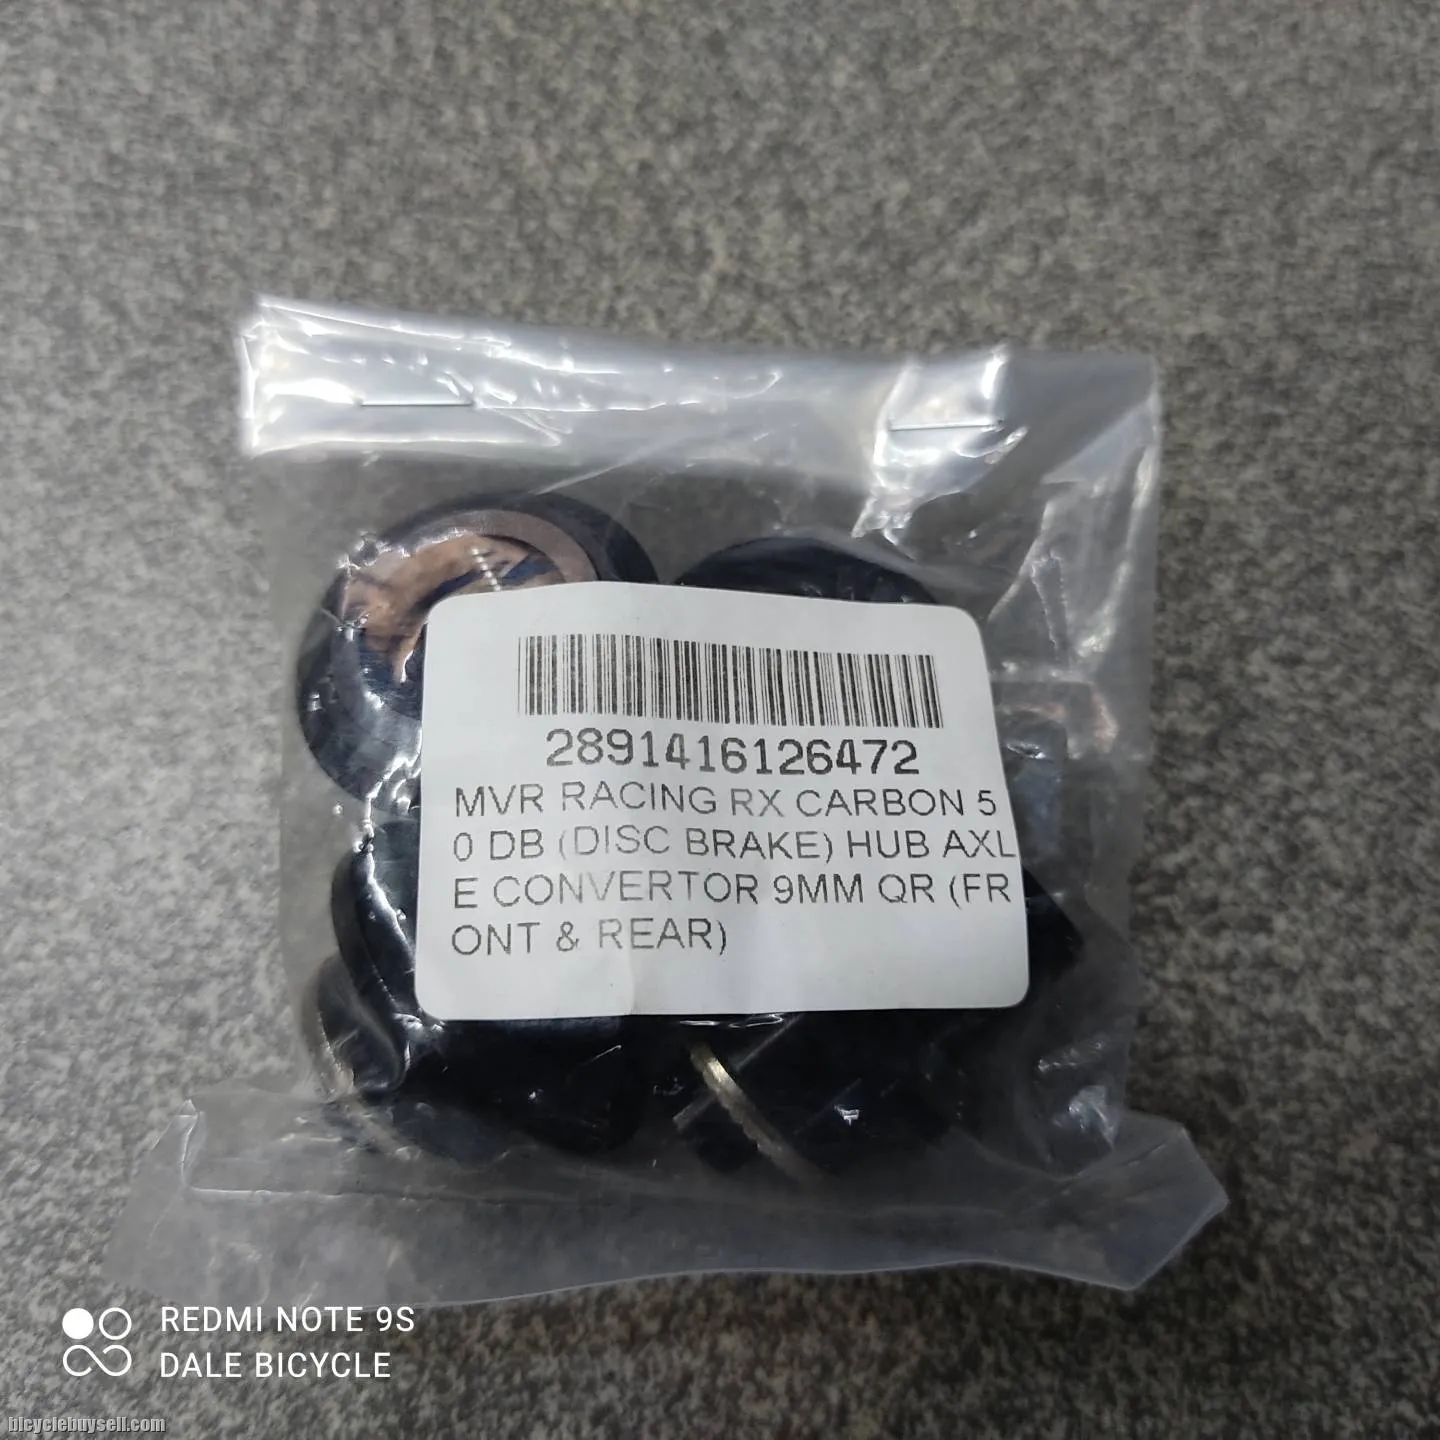 2891416126472
MVR RACING RX CARBON 5
0 DB (DISC BRAKE) HUB AXL
E CONVERTOR 9MM QR (FR
ONT & REAR)
REDMI NOTE 9S
DALE BICYCLE
bicyclebuysell.com